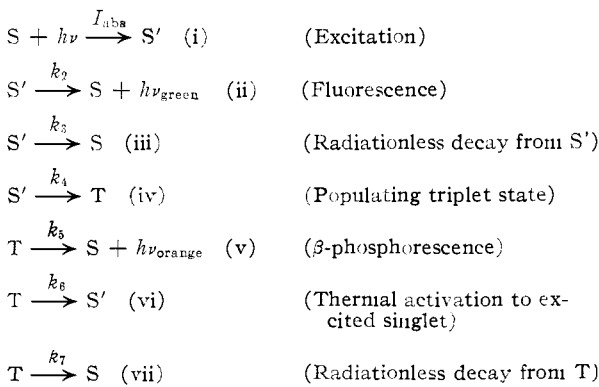 S + hν I_abs → S′ (i) (Excitation)
S′ k₂ → S + hν_green (ii) (Fluorescence)
S′ k₃ → S (iii) (Radiationless decay from S′)
S′ k₄ → T (iv) (Populating triplet state)
T k₅ → S + hν_orange (v) (β-phosphorescence)
T k₆ → S′ (vi) (Thermal activation to ex-
cited singlet)
T k₇ → S (vii) (Radiationless decay from T)